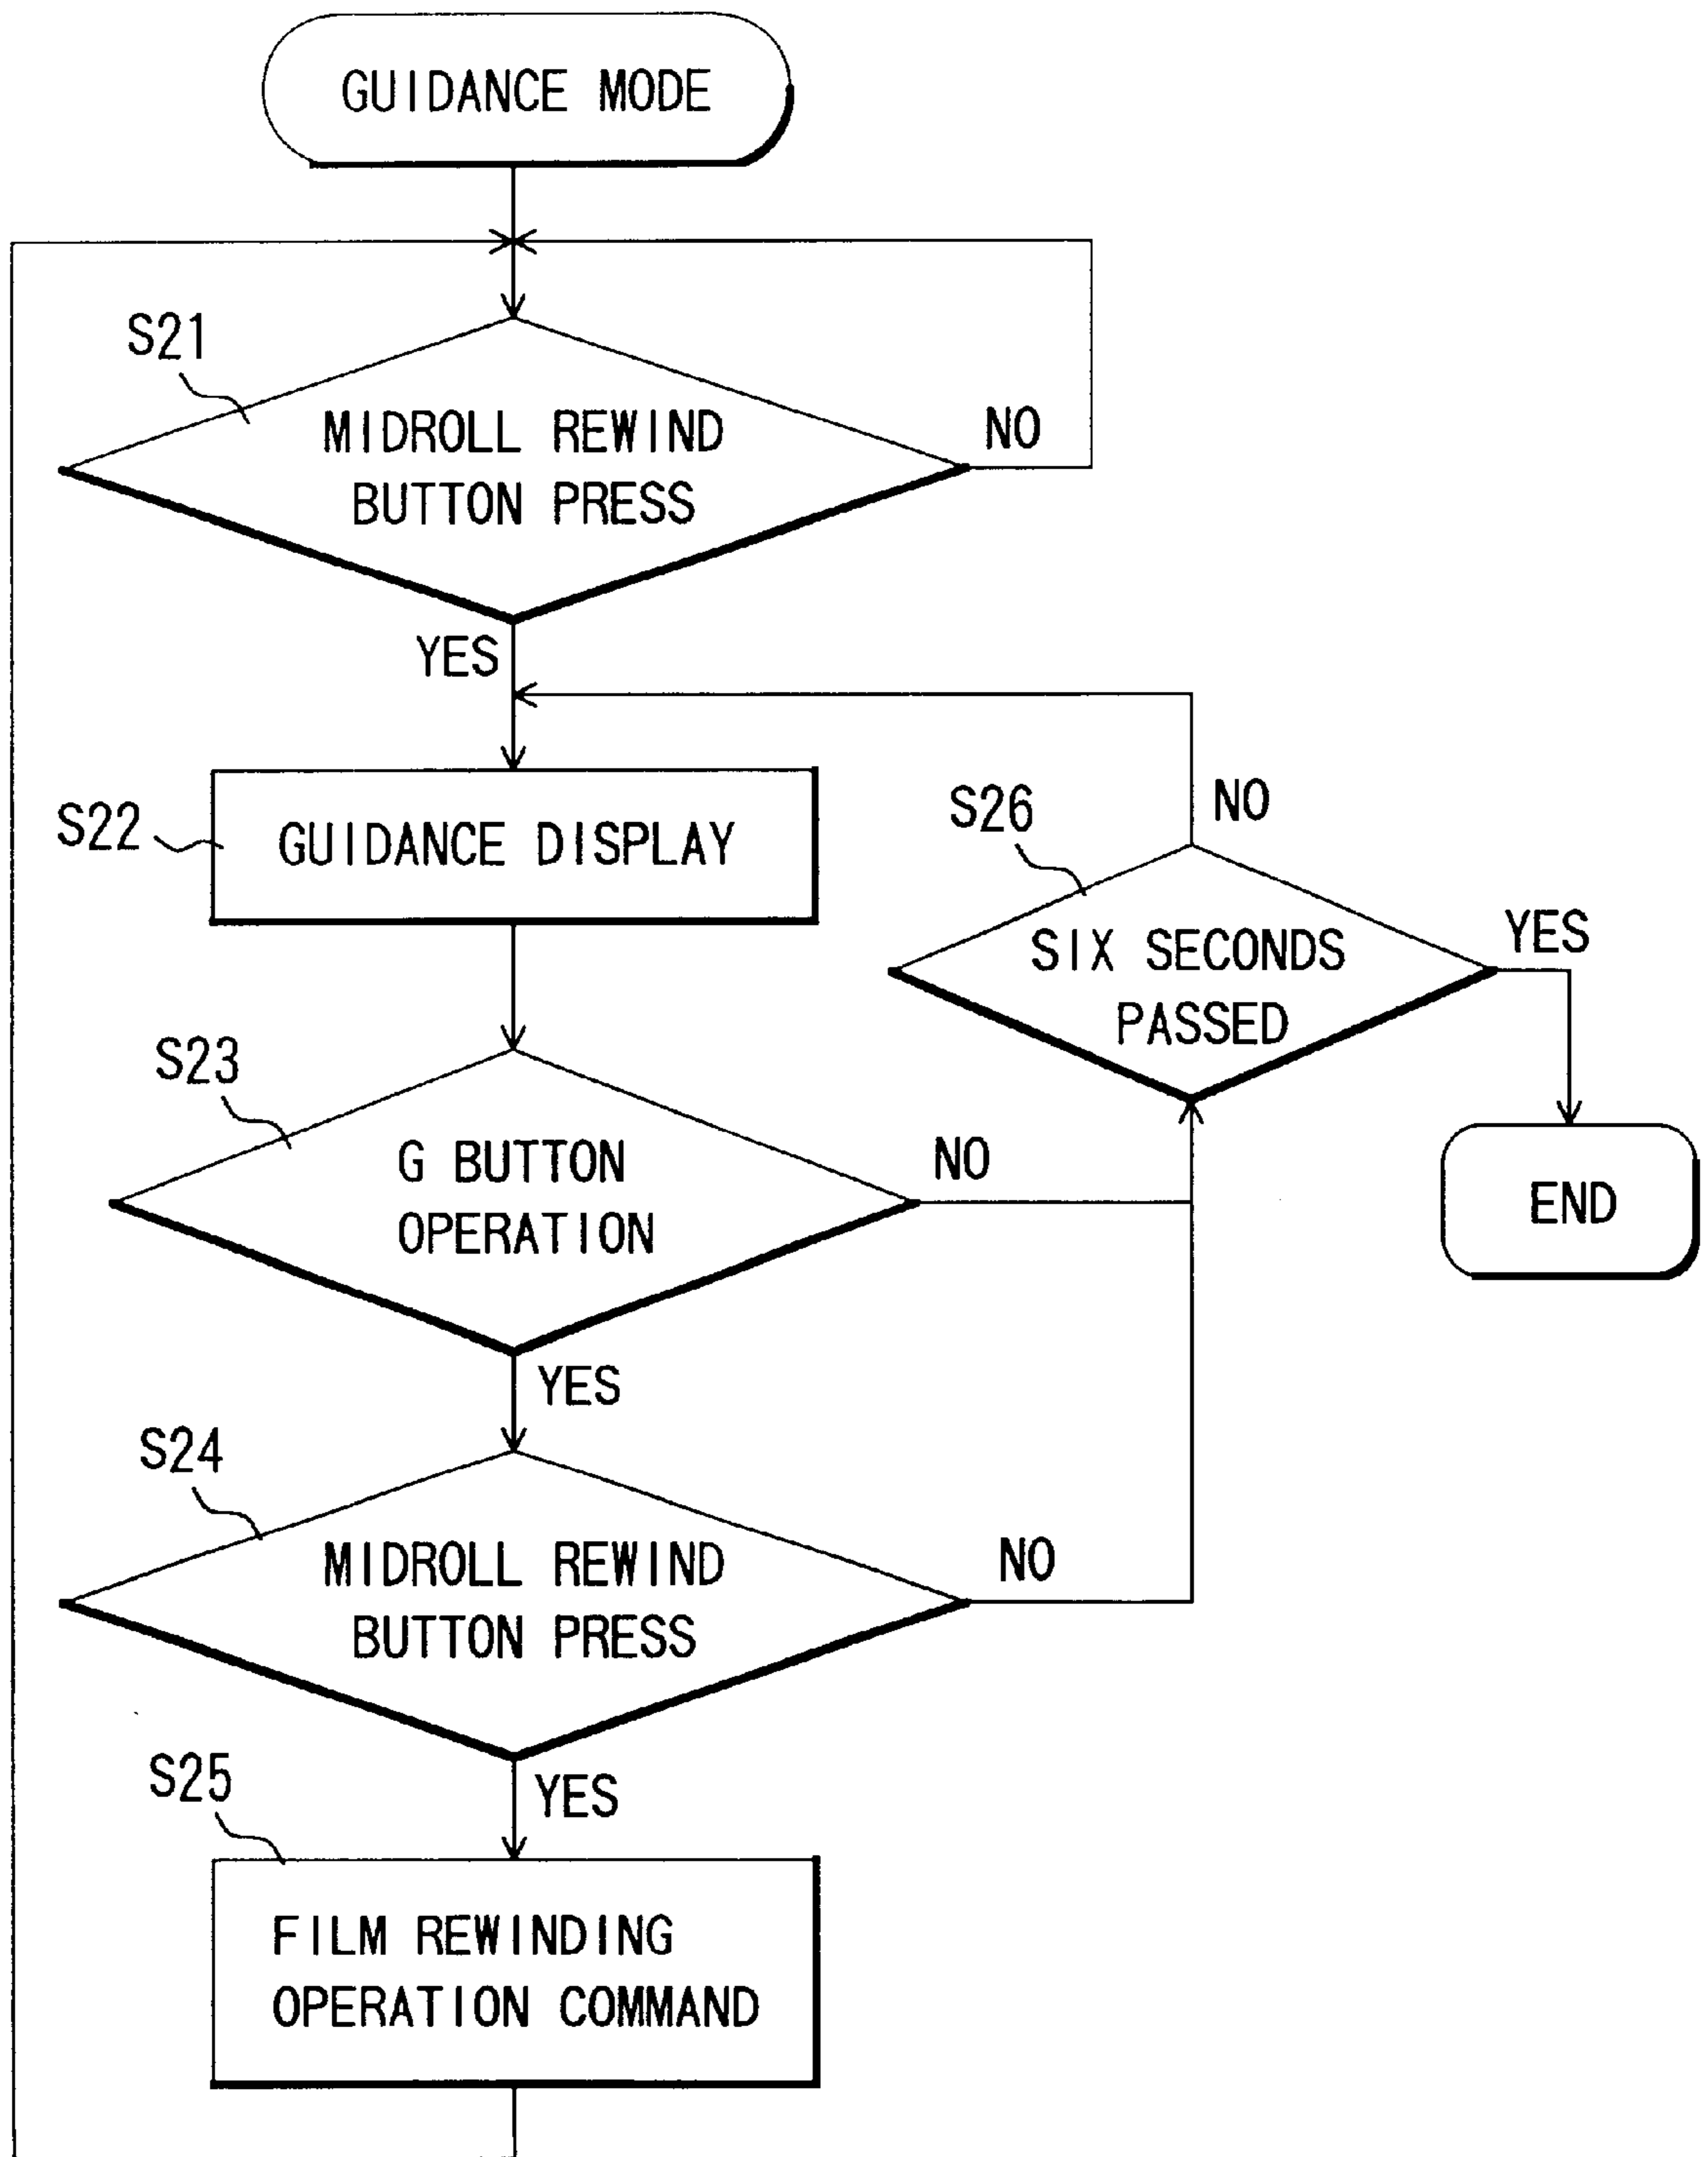 GUIDANCE MODE
S21
MIDROLL REWIND
BUTTON PRESS
NO
YES
S22
GUIDANCE DISPLAY
S26
NO
SIX SECONDS
PASSED
YES
END
S23
G BUTTON
OPERATION
NO
YES
S24
MIDROLL REWIND
BUTTON PRESS
NO
YES
S25
FILM REWINDING
OPERATION COMMAND